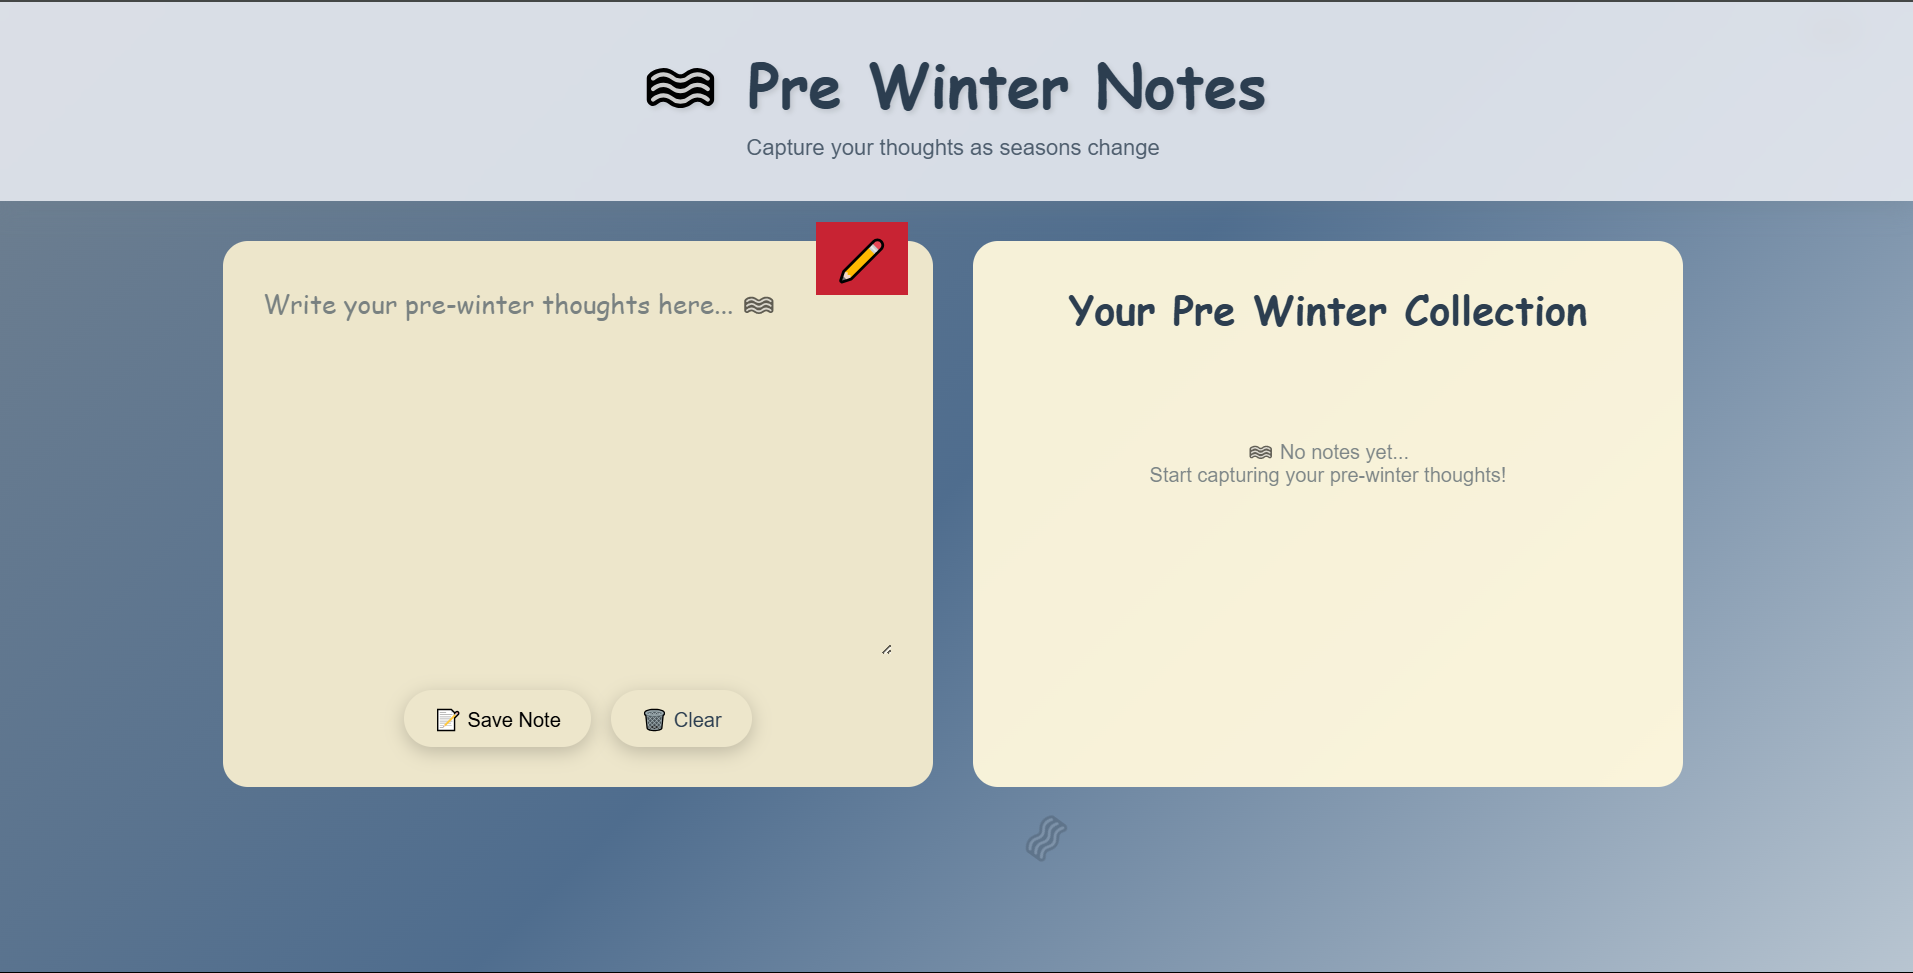 Pre Winter Notes
Capture your thoughts as seasons change
Write your pre-winter thoughts here...
Save Note
Clear
Your Pre Winter Collection
No notes yet...
Start capturing your pre-winter thoughts!